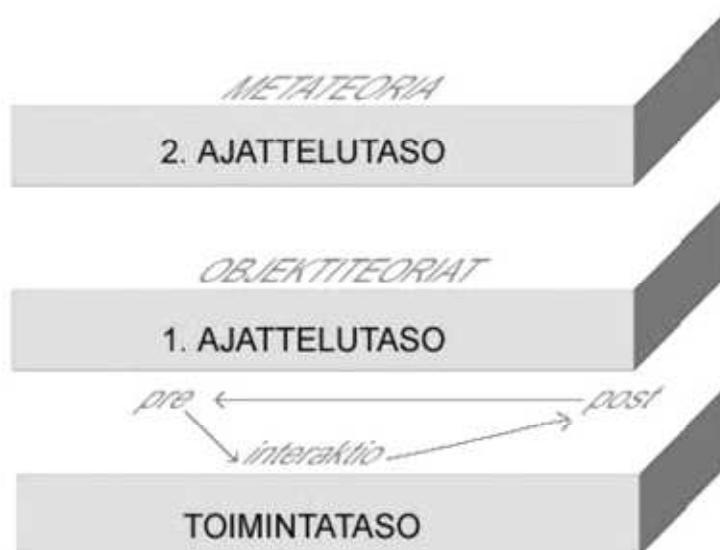 METATEORIA
2. AJATTELUTASO
OBJEKTITEORIAT
1. AJATTELUTASO
pre post
interaktio
TOIMINTATASO